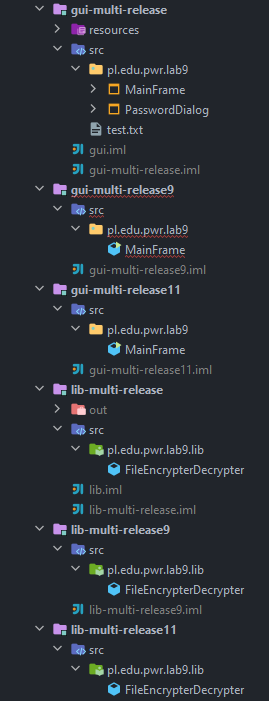 gui-multi-release
resources
src
pl.edu.pwr.lab9
MainFrame
PasswordDialog
test.txt
gui.iml
gui-multi-release.iml
gui-multi-release9
src
pl.edu.pwr.lab9
MainFrame
gui-multi-release9.iml
gui-multi-release11
src
pl.edu.pwr.lab9
MainFrame
gui-multi-release11.iml
lib-multi-release
out
src
pl.edu.pwr.lab9.lib
FileEncrypterDecrypter
lib.iml
lib-multi-release.iml
lib-multi-release9
src
pl.edu.pwr.lab9.lib
FileEncrypterDecrypter
lib-multi-release9.iml
lib-multi-release11
src
pl.edu.pwr.lab9.lib
FileEncrypterDecrypter